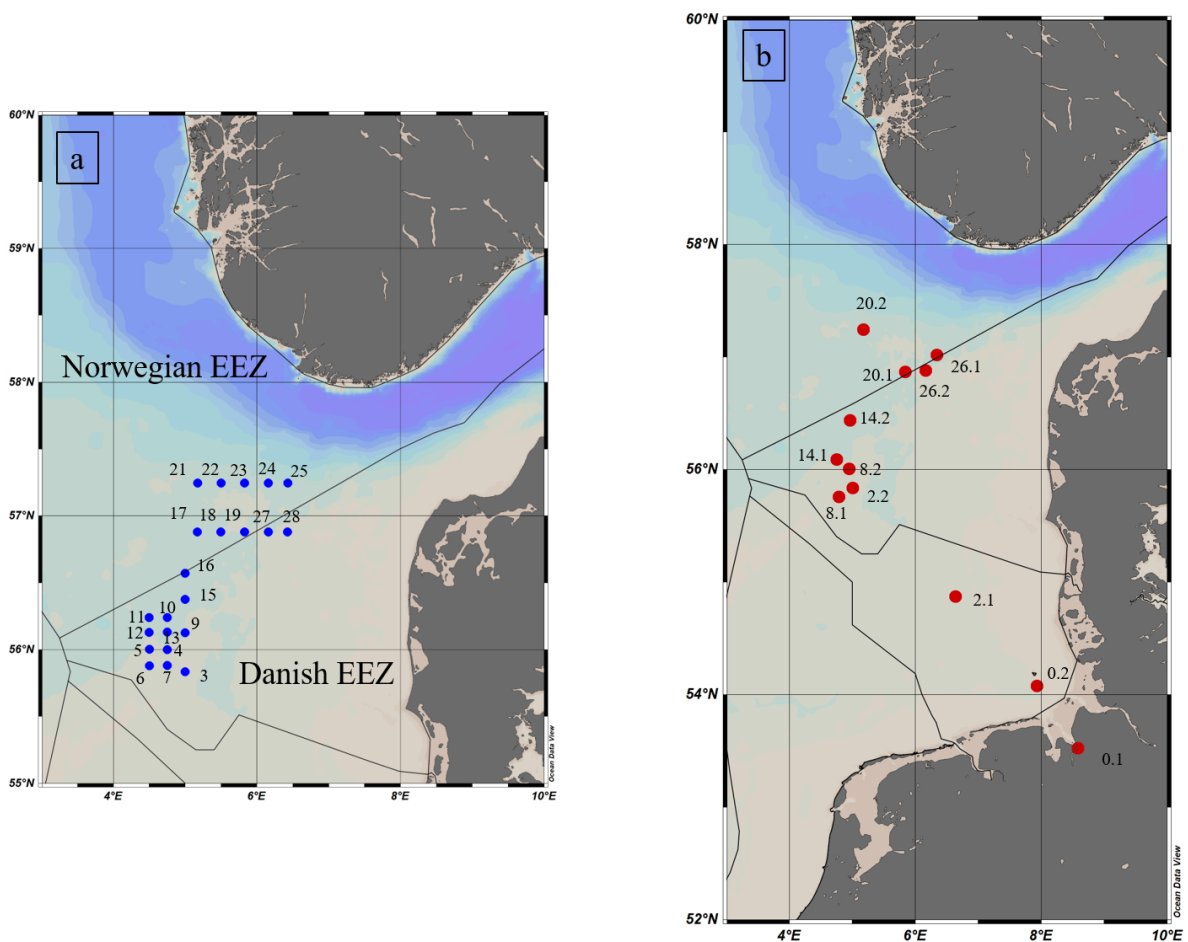 a
60°N
59°N
58°N
57°N
56°N
55°N
4°E 6°E 8°E 10°E
Norwegian EEZ
21 22 23 24 25
17 18 19 27 28
16
15
11 10
9
12 13
5 4
6 7 3
Danish EEZ
Ocean Data View
b
60°N
58°N
56°N
54°N
52°N
4°E 6°E 8°E 10°E
20.2
26.1
20.1
26.2
14.2
14.1
8.2
2.2
8.1
2.1
0.2
0.1
Ocean Data View